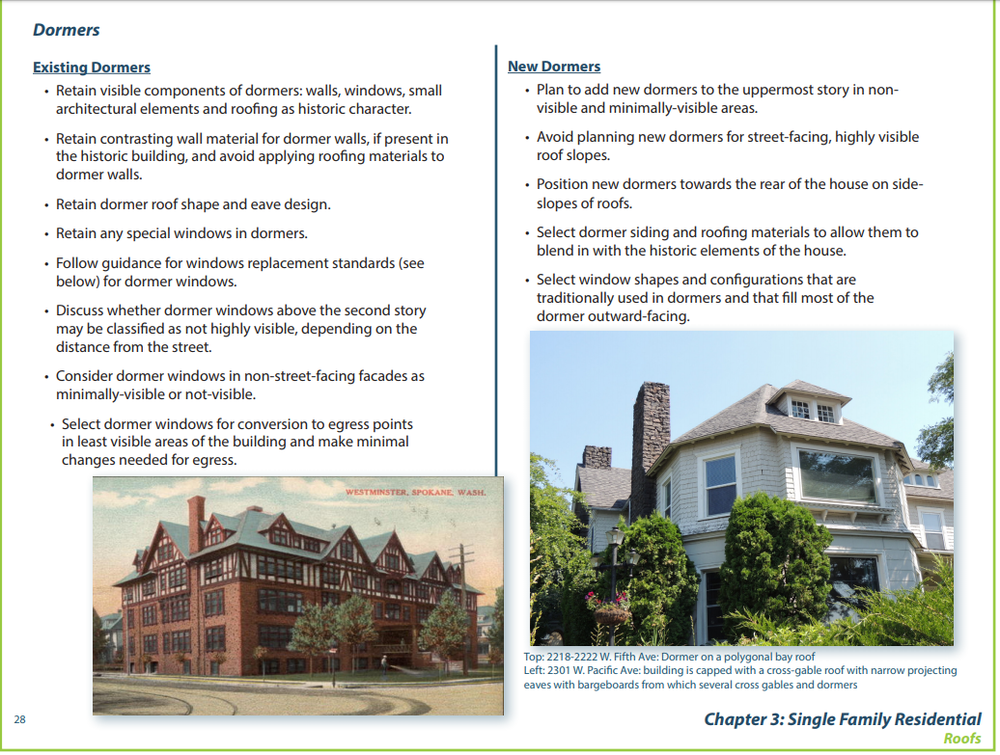 Dormers
Existing Dormers
• Retain visible components of dormers: walls, windows, small
architectural elements and roofing as historic character.
• Retain contrasting wall material for dormer walls, if present in
the historic building, and avoid applying roofing materials to
dormer walls.
• Retain dormer roof shape and eave design.
• Retain any special windows in dormers.
• Follow guidance for windows replacement standards (see
below) for dormer windows.
• Discuss whether dormer windows above the second story
may be classified as not highly visible, depending on the
distance from the street.
• Consider dormer windows in non-street-facing facades as
minimally-visible or not-visible.
• Select dormer windows for conversion to egress points
in least visible areas of the building and make minimal
changes needed for egress.
WESTMINSTER, SPOKANE, WASH.
New Dormers
• Plan to add new dormers to the uppermost story in non-
visible and minimally-visible areas.
• Avoid planning new dormers for street-facing, highly visible
roof slopes.
• Position new dormers towards the rear of the house on side-
slopes of roofs.
• Select dormer siding and roofing materials to allow them to
blend in with the historic elements of the house.
• Select window shapes and configurations that are
traditionally used in dormers and that fill most of the
dormer outward-facing.
Top: 2218-2222 W. Fifth Ave: Dormer on a polygonal bay roof
Left: 2301 W. Pacific Ave: building is capped with a cross-gable roof with narrow projecting
eaves with bargeboards from which several cross gables and dormers
28
Chapter 3: Single Family Residential
Roofs